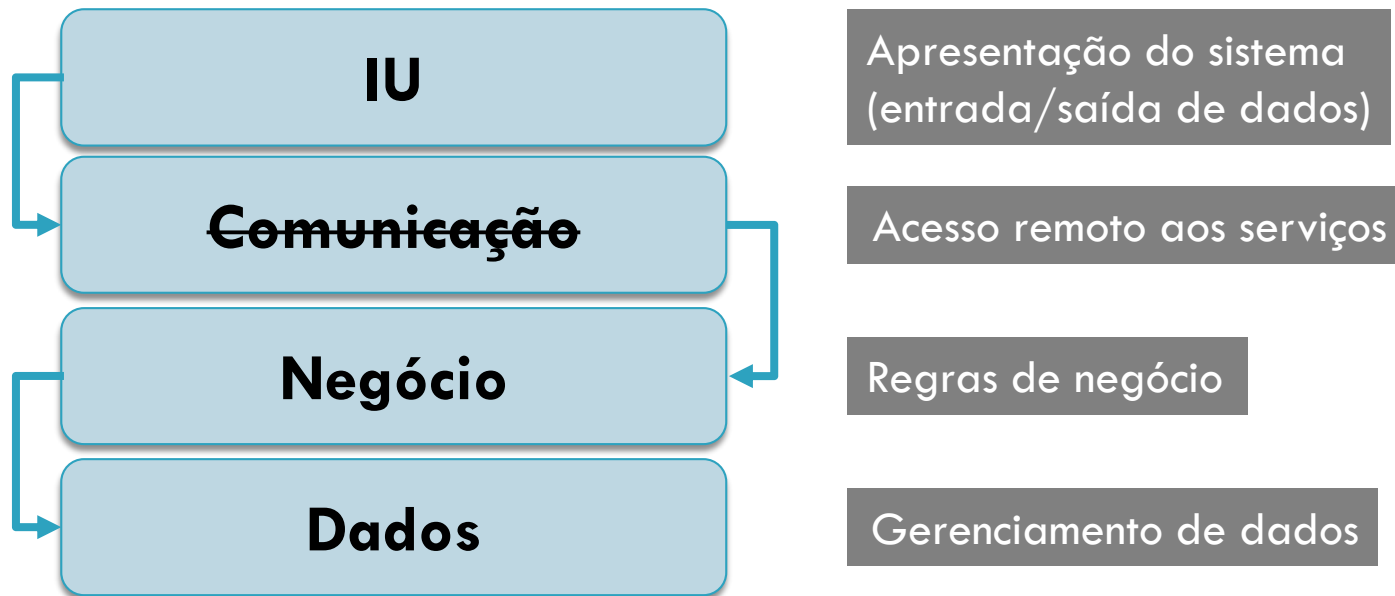 IU
Apresentação do sistema
(entrada/saída de dados)
Comunicação
Acesso remoto aos serviços
Negócio
Regras de negócio
Dados
Gerenciamento de dados